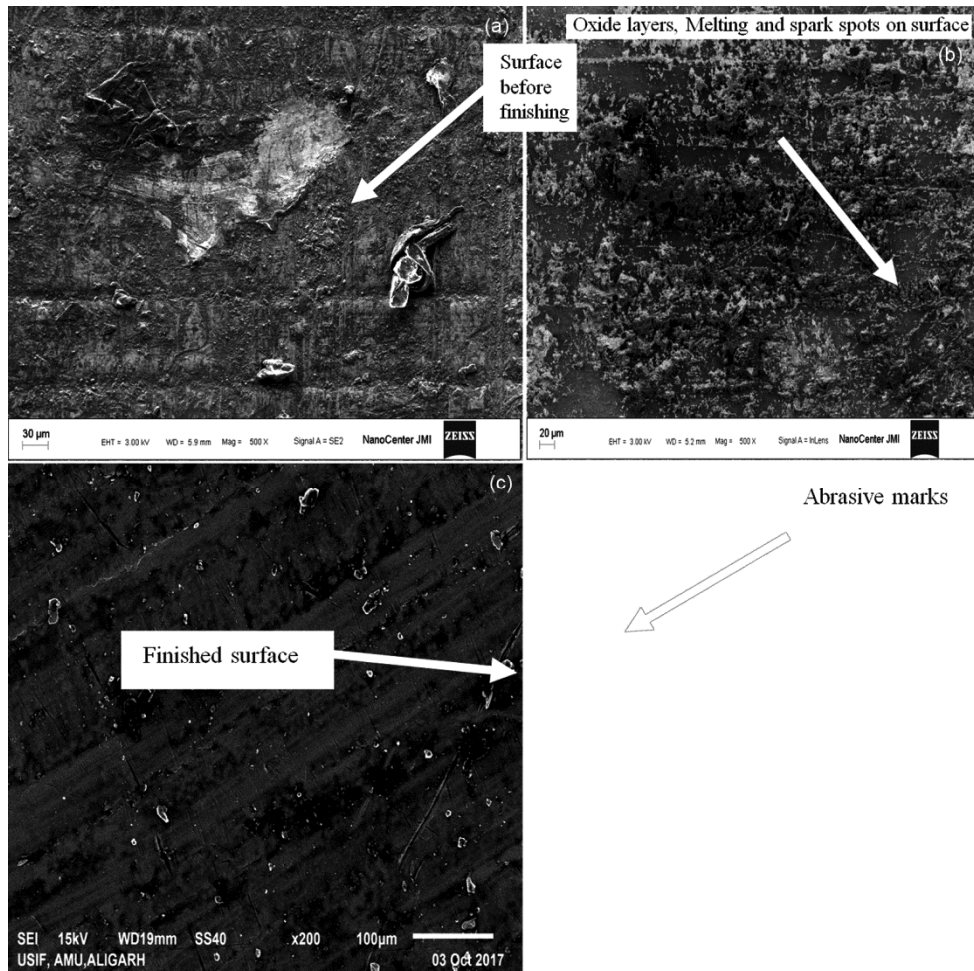 (a)
Surface
before
finishing
30 µm
EHT = 3.00 kV WD = 5.9 mm Mag = 500 X Signal A = SE2 NanoCenter JMI ZEISS
Oxide layers, Melting and spark spots on surface
(b)
20 µm
EHT = 3.00 kV WD = 5.2 mm Mag = 500 X Signal A = InLens NanoCenter JMI ZEISS
(c)
Finished surface
SEI 15kV WD19mm SS40 x200 100µm
USIF, AMU,ALIGARH 03 Oct 2017
Abrasive marks